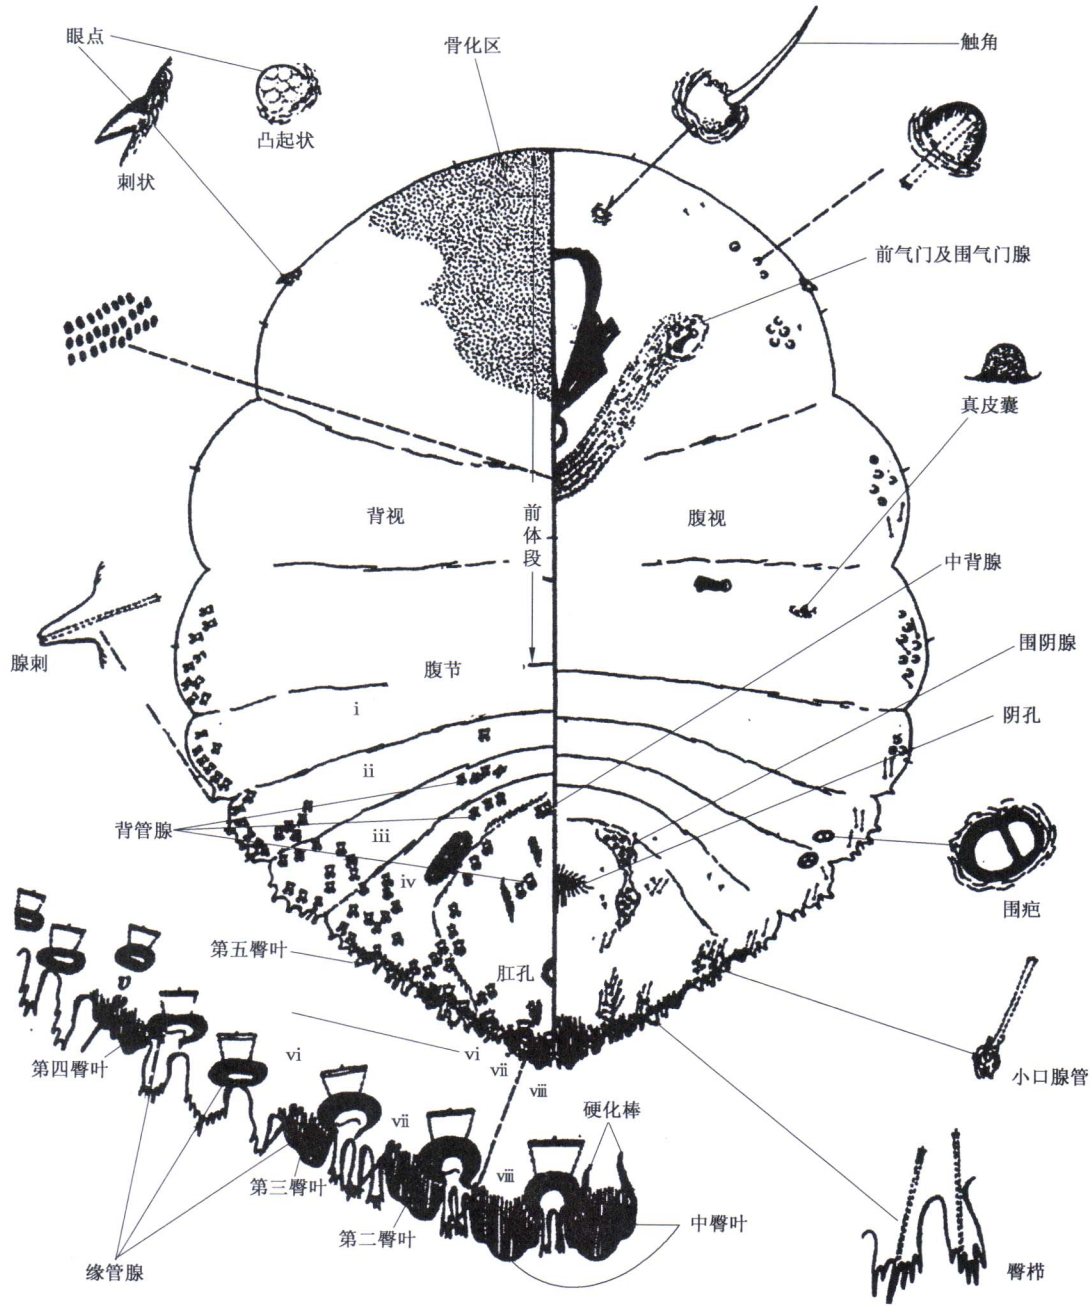 眼点
骨化区
触角
凸起状
刺状
前气门及围气门腺
真皮囊
背视
前体段
腹视
中背腺
腺刺
腹节
围阴腺
i
阴孔
ii
背管腺
iii
iv
围疤
第五臀叶
肛孔
第四臀叶
vi
vi
vii
viii
小口腺管
硬化棒
vii
第三臀叶
viii
第二臀叶
中臀叶
缘管腺
臀栉